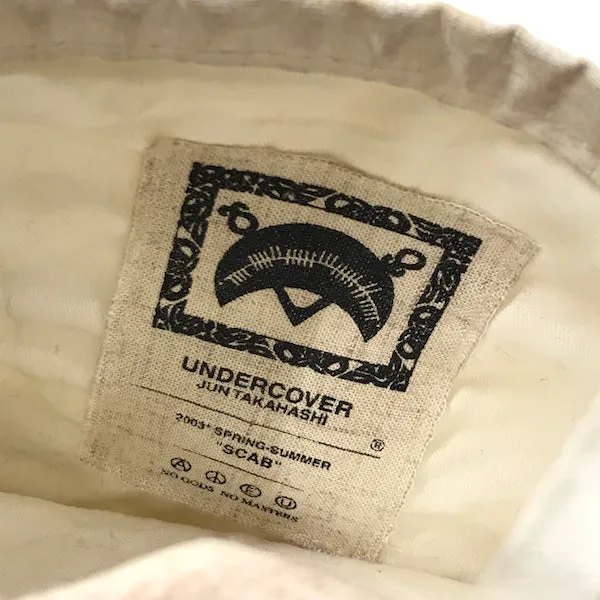 UNDERCOVER
JUN TAKAHASHI
®
2003' SPRING-SUMMER
"SCAB"
NO GODS NO MASTERS